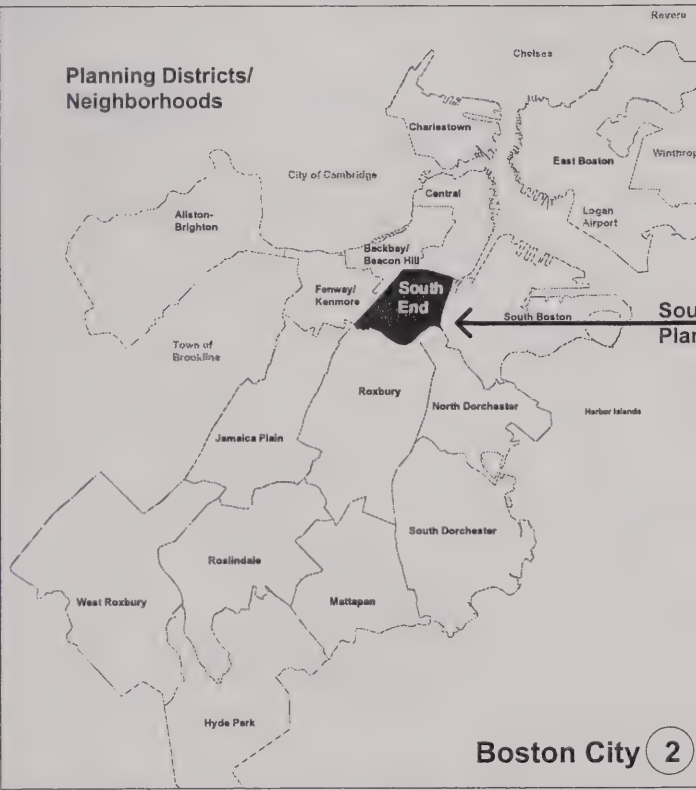 Revere
Chelsea
Planning Districts/
Neighborhoods
Charlestown
East Boston
Winthrop
City of Cambridge
Central
Allston-
Brighton
Logan
Airport
Backbay/
Beacon Hill
Fenway/
Kenmore
South
End
South Boston
Sou
Plan
Town of
Brookline
Roxbury
North Dorchester
Harbor Islands
Jamaica Plain
South Dorchester
Roslindale
West Roxbury
Mattapan
Hyde Park
Boston City 2